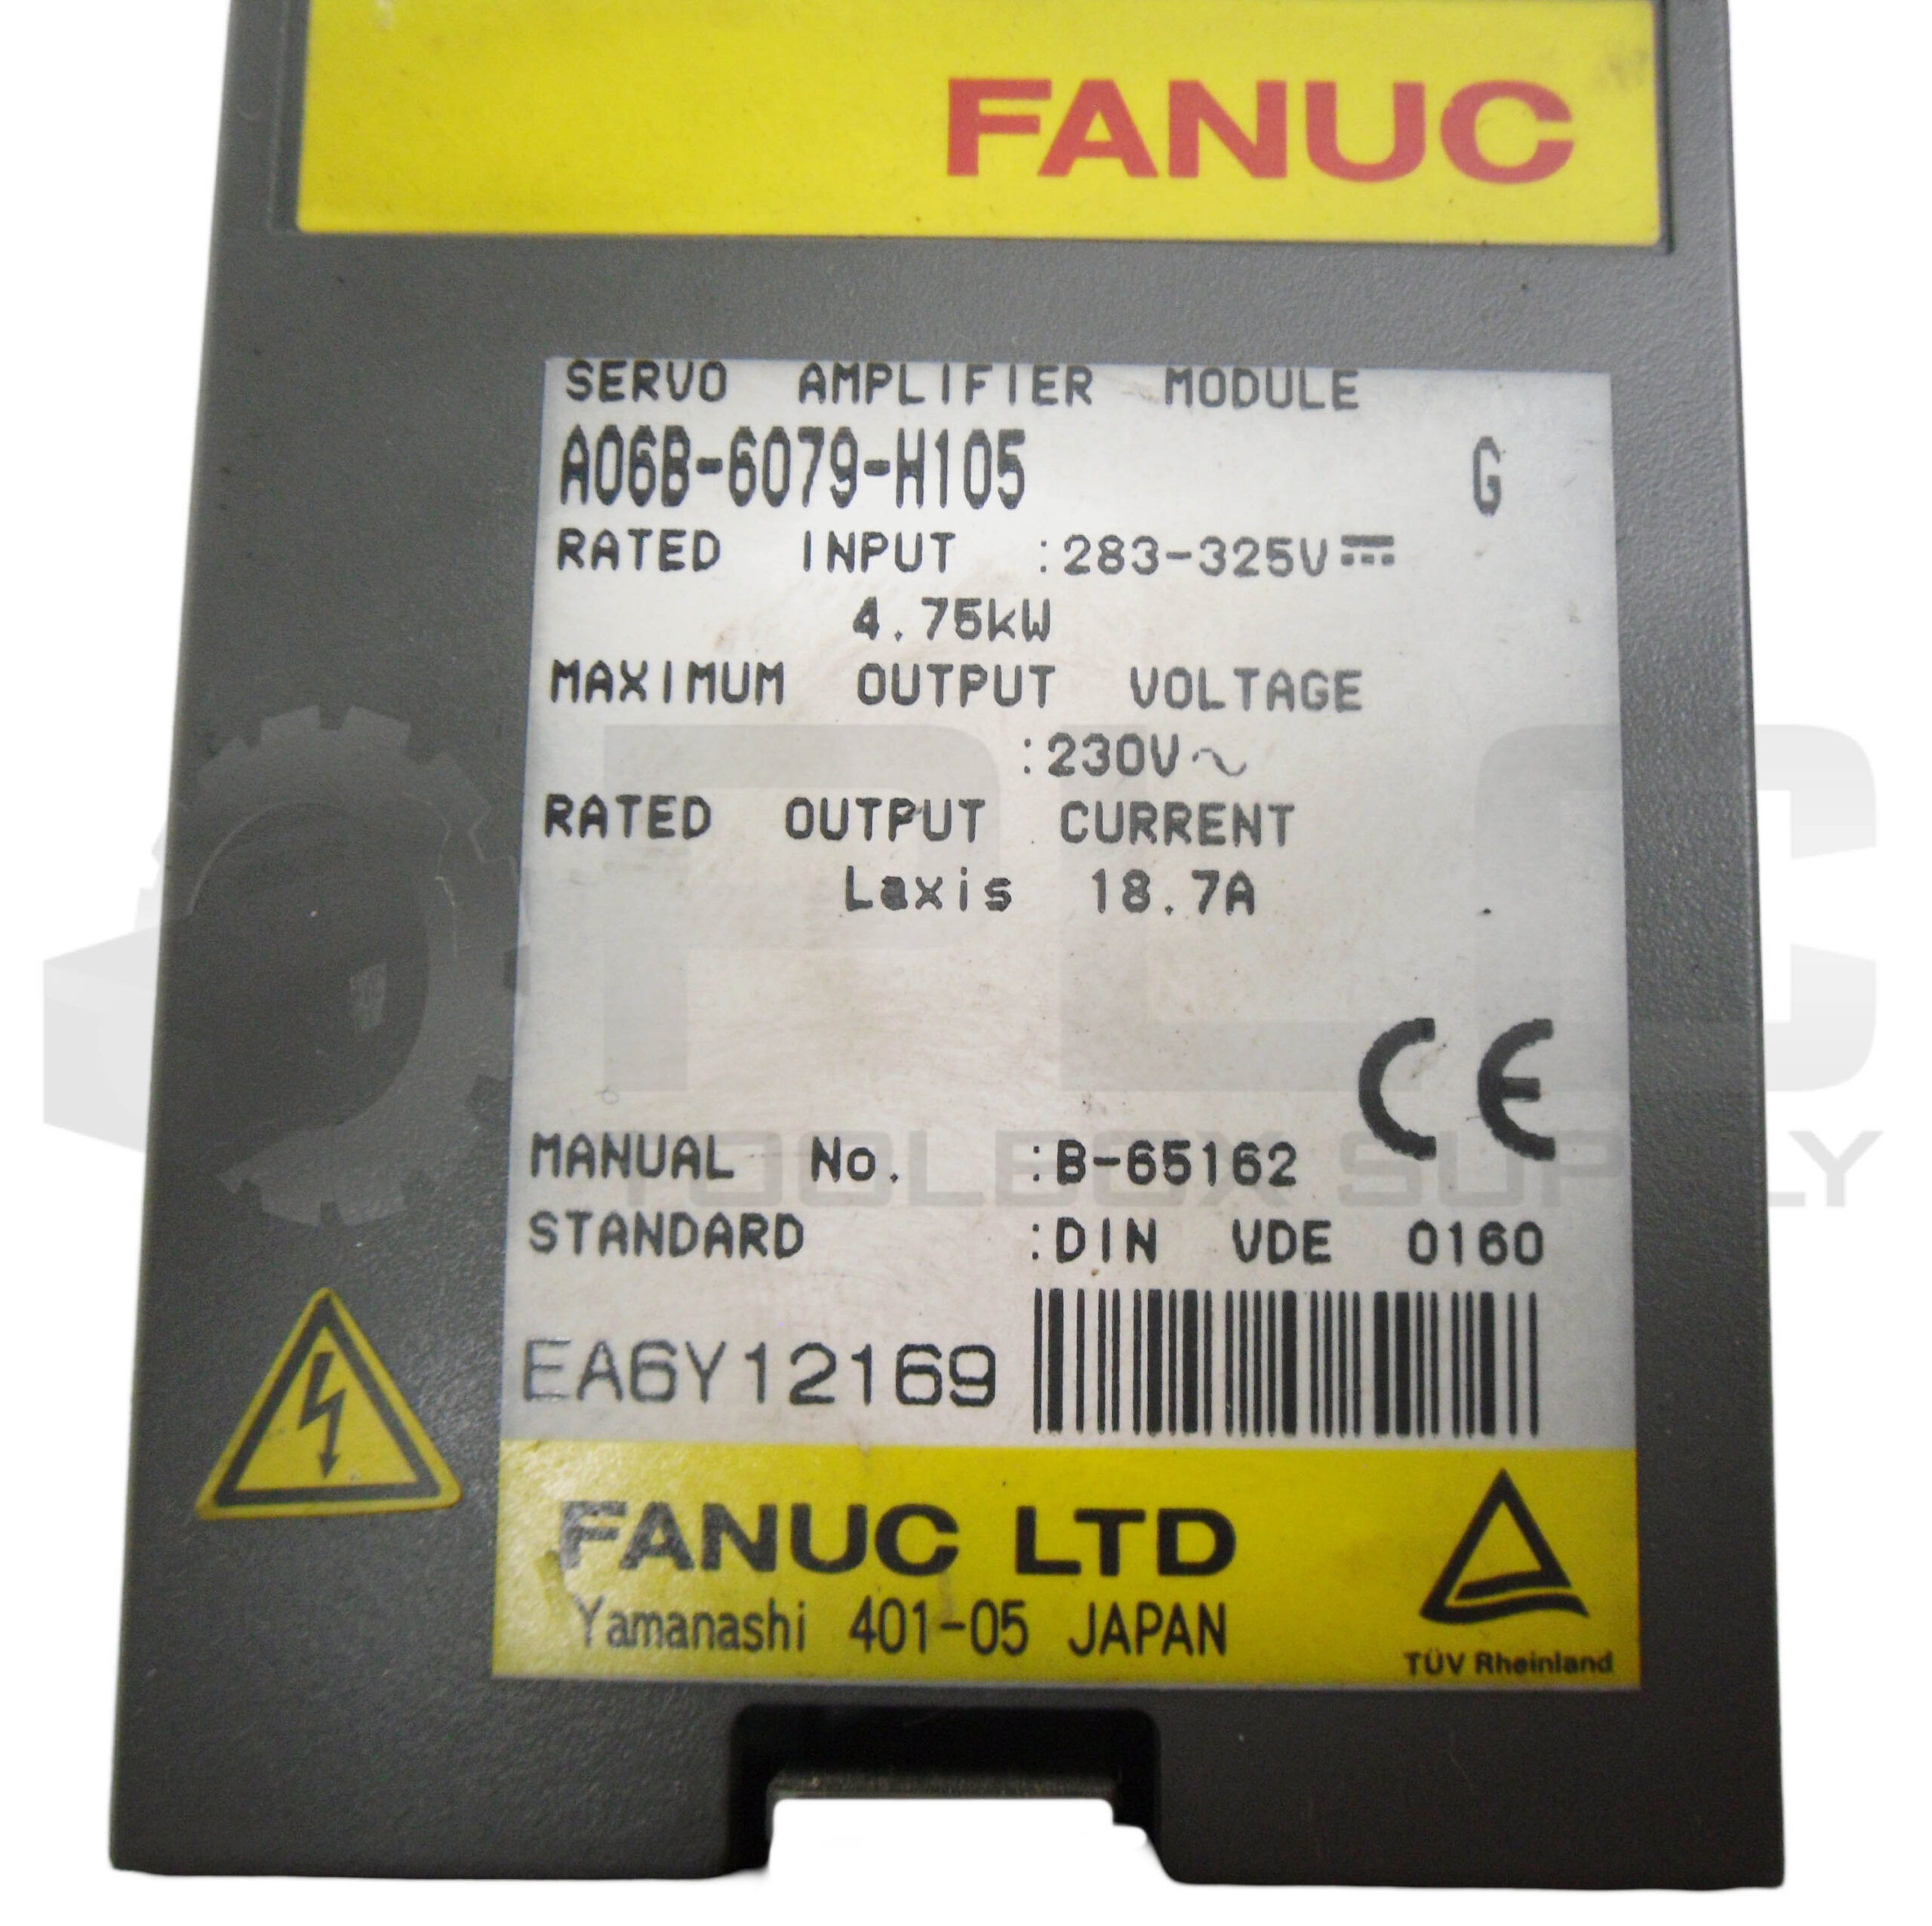 FANUC
SERVO AMPLIFIER MODULE
A06B-6079-H105 G
RATED INPUT :283-325V⎓
4.75kW
MAXIMUM OUTPUT VOLTAGE
:230V~
RATED OUTPUT CURRENT
Laxis 18.7A
CE
MANUAL No. :B-65162
STANDARD :DIN VDE 0160
EA6Y12169
FANUC LTD
Yamanashi 401-05 JAPAN
TÜV Rheinland
PLC
TOOLBOX SUPPLY